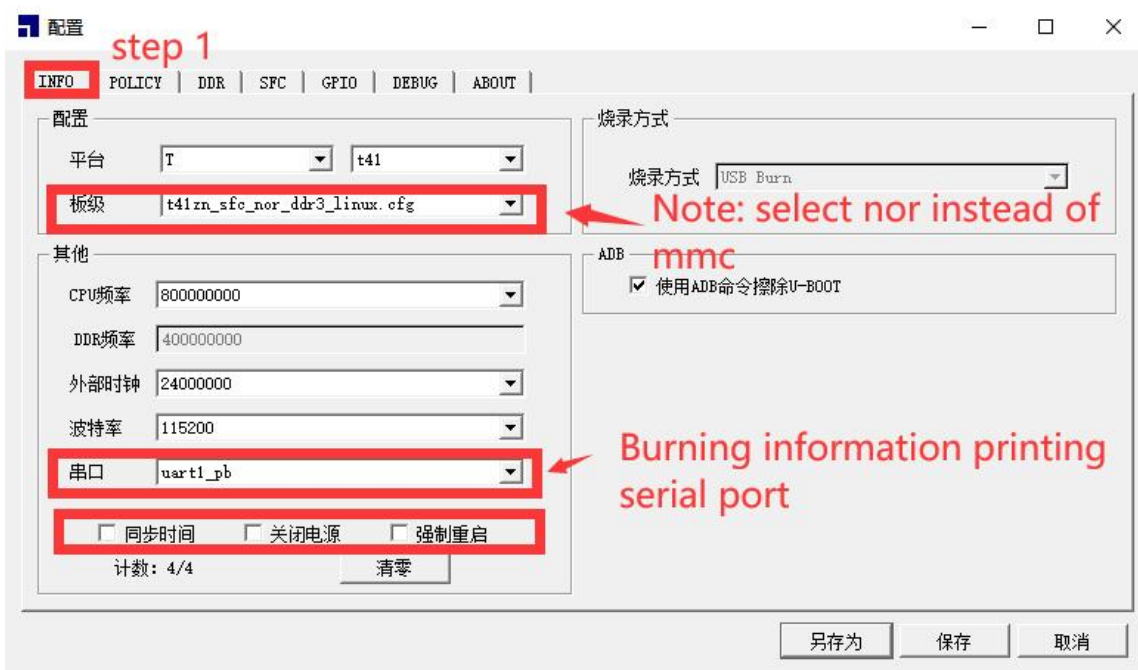 配置
step 1
INFO POLICY DDR SFC GPIO DEBUG ABOUT
配置
平台 T t41
板级 t41zn_sfc_nor_ddr3_linux.cfg
烧录方式
烧录方式 USB Burn
Note: select nor instead of
mmc
其他
CPU频率 800000000
DDR频率 400000000
外部时钟 24000000
波特率 115200
串口 uart1_pb
同步时间 关闭电源 强制重启
计数: 4/4 清零
ADB
使用ADB命令擦除U-BOOT
Burning information printing
serial port
另存为 保存 取消